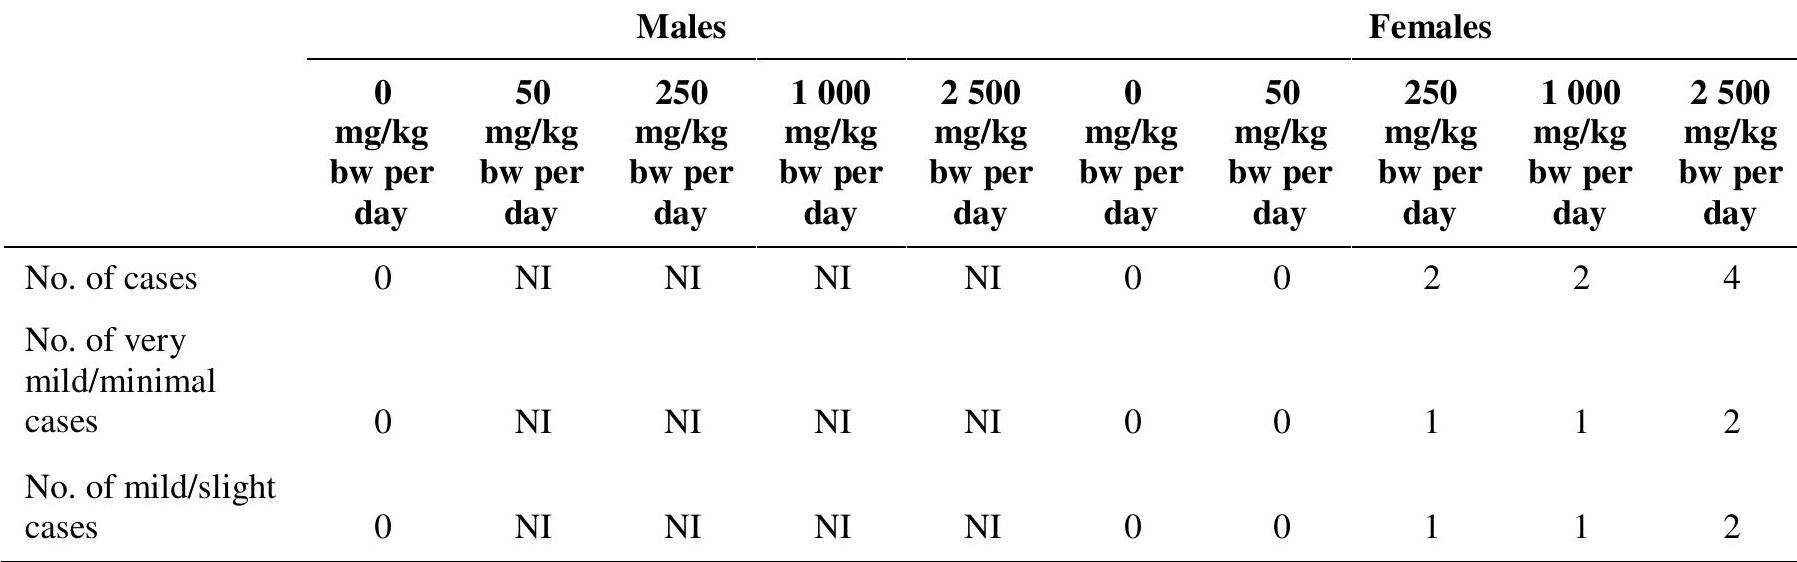 Males Females
0 50 250 1 000 2 500 0 50 250 1 000 2 500
mg/kg mg/kg mg/kg mg/kg mg/kg mg/kg mg/kg mg/kg mg/kg mg/kg
bw per bw per bw per bw per bw per bw per bw per bw per bw per bw per
day day day day day day day day day day
No. of cases 0 NI NI NI NI 0 0 2 2 4
No. of very
mild/minimal
cases 0 NI NI NI NI 0 0 1 1 2
No. of mild/slight
cases 0 NI NI NI NI 0 0 1 1 2